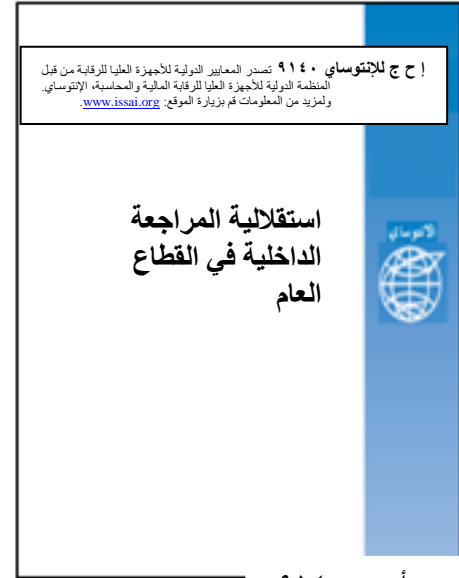 إ ح ج للإنتوساي ٩١٤٠ تصدر المعايير الدولية للأجهزة العليا للرقابة من قبل
المنظمة الدولية للأجهزة العليا للرقابة المالية والمحاسبة، الإنتوساي.
ولمزيد من المعلومات قم بزيارة الموقع: www.issai.org.
استقلالية المراجعة
الداخلية في القطاع
العام
الانتوساي